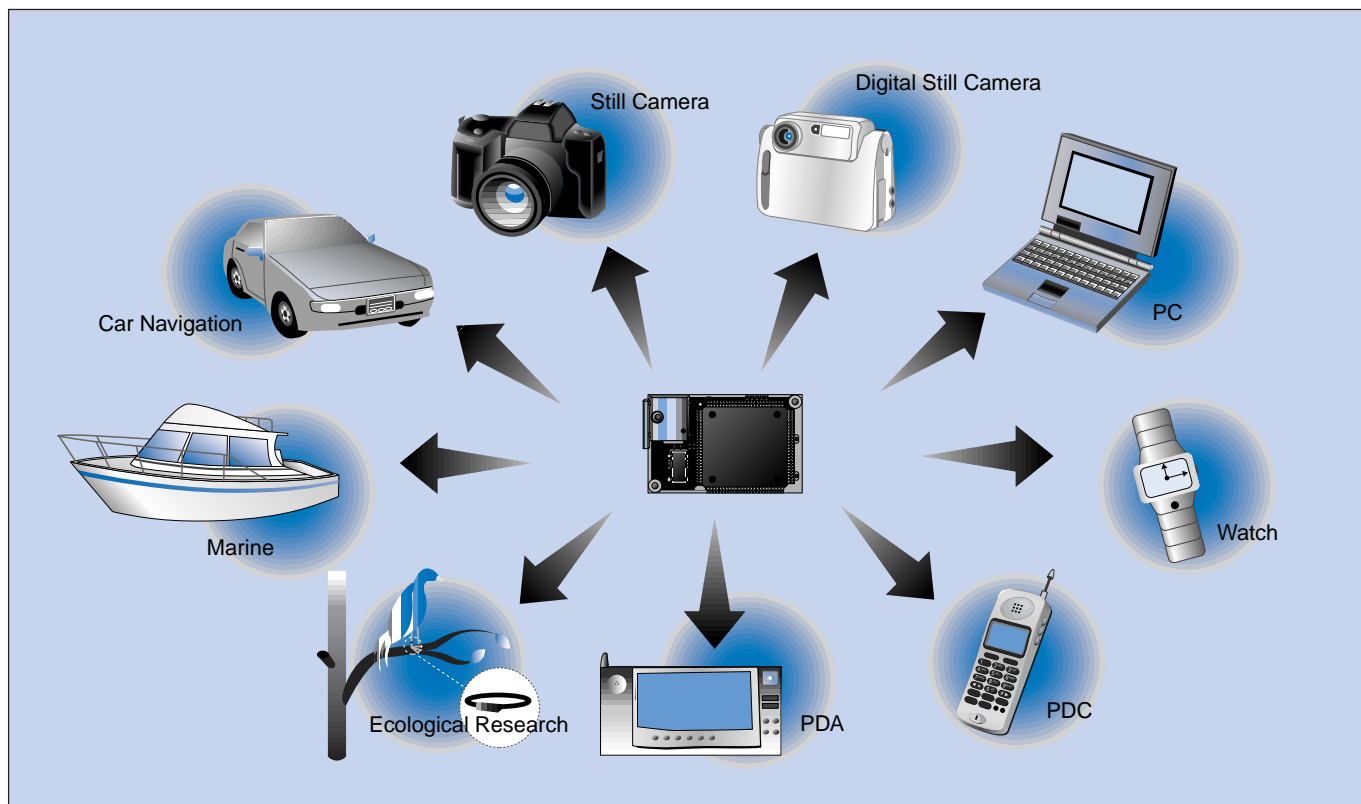 Still Camera
Digital Still Camera
Car Navigation
PC
Marine
Watch
Ecological Research
PDA
PDC